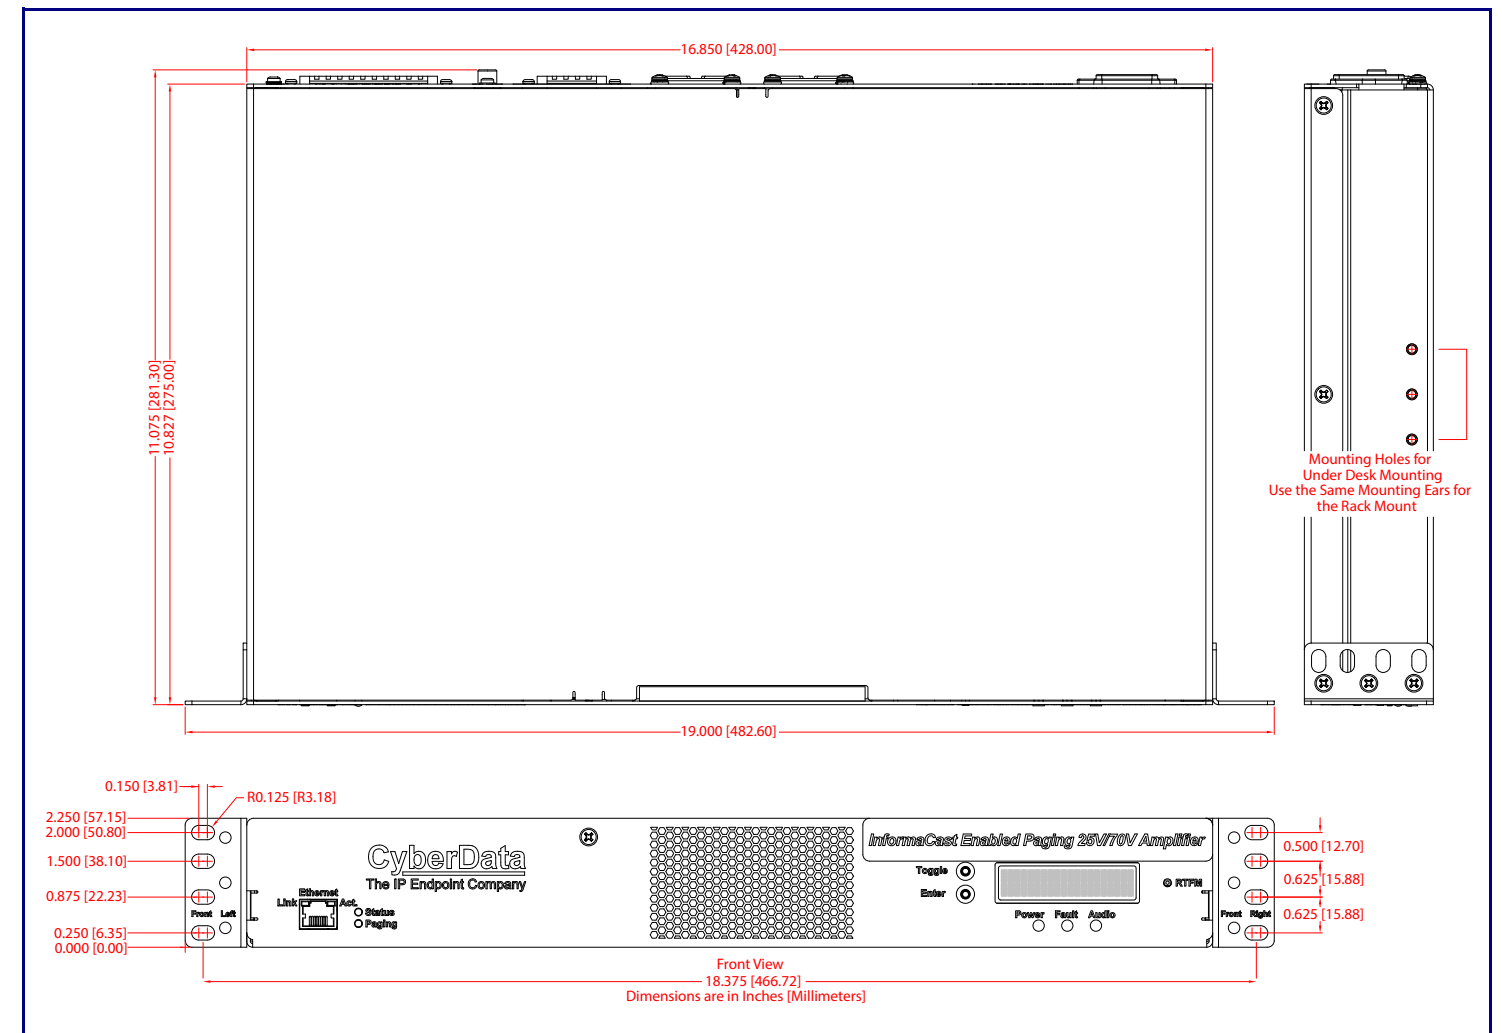 16.850 [428.00]
11.075 [281.30]
10.827 [275.00]
Mounting Holes for
Under Desk Mounting
Use the Same Mounting Ears for
the Rack Mount
19.000 [482.60]
0.150 [3.81]
R0.125 [R3.18]
2.250 [57.15]
2.000 [50.80]
1.500 [38.10]
0.875 [22.23]
0.250 [6.35]
0.000 [0.00]
Front Left
CyberData
The IP Endpoint Company
Ethernet
Link
Act.
Status
Paging
InformaCast Enabled Paging 25V/70V Amplifier
Toggle
Enter
RTFM
Power Fault Audio
Front Right
0.500 [12.70]
0.625 [15.88]
0.625 [15.88]
Front View
18.375 [466.72]
Dimensions are in Inches [Millimeters]